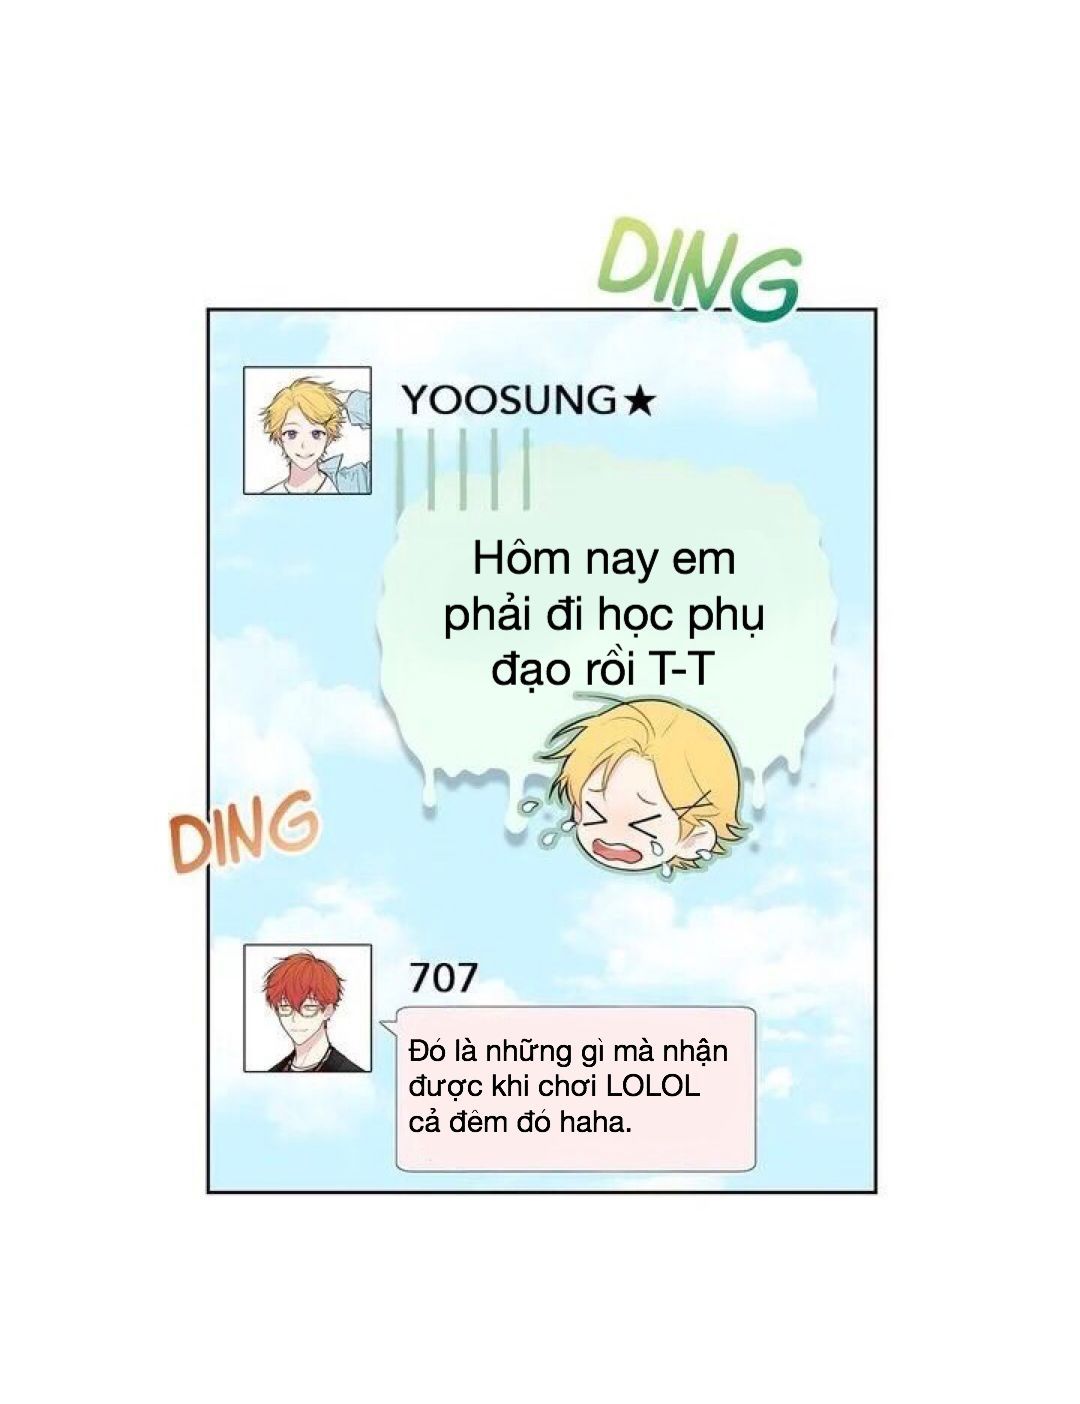 DING
YOOSUNG★
Hôm nay em
phải đi học phụ
đạo rồi T-T
DING
707
Đó là những gì mà nhận
được khi chơi LOLOL
cả đêm đó haha.